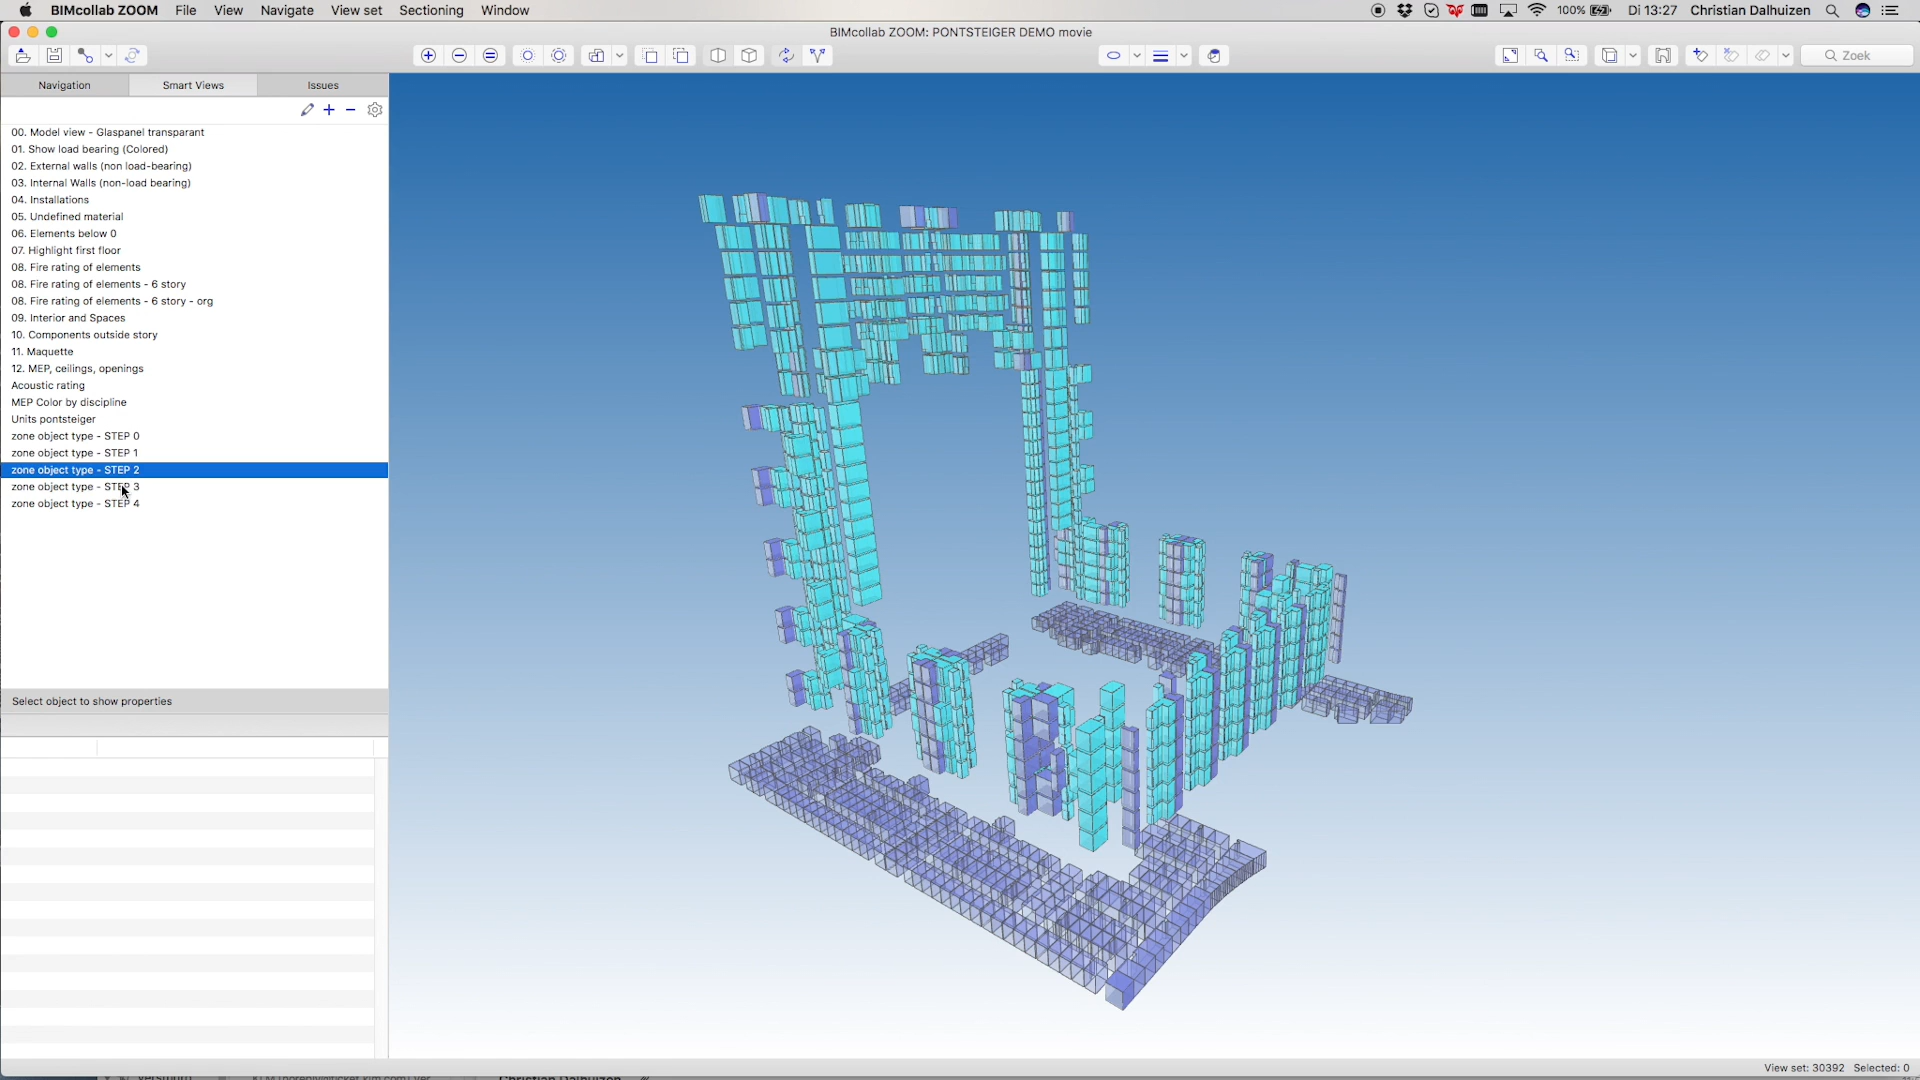 BIMcollab ZOOM File View Navigate View set Sectioning Window 100% Di 13:27 Christian Dalhuizen
BIMcollab ZOOM: PONTSTEIGER DEMO movie
Zoek
Navigation Smart Views Issues
00. Model view - Glaspanel transparant
01. Show load bearing (Colored)
02. External walls (non load-bearing)
03. Internal Walls (non-load bearing)
04. Installations
05. Undefined material
06. Elements below 0
07. Highlight first floor
08. Fire rating of elements
08. Fire rating of elements - 6 story
08. Fire rating of elements - 6 story - org
09. Interior and Spaces
10. Components outside story
11. Maquette
12. MEP, ceilings, openings
Acoustic rating
MEP Color by discipline
Units pontsteiger
zone object type - STEP 0
zone object type - STEP 1
zone object type - STEP 2
zone object type - STEP 3
zone object type - STEP 4
Select object to show properties
View set: 30392 Selected: 0
Christian Dalhuizen